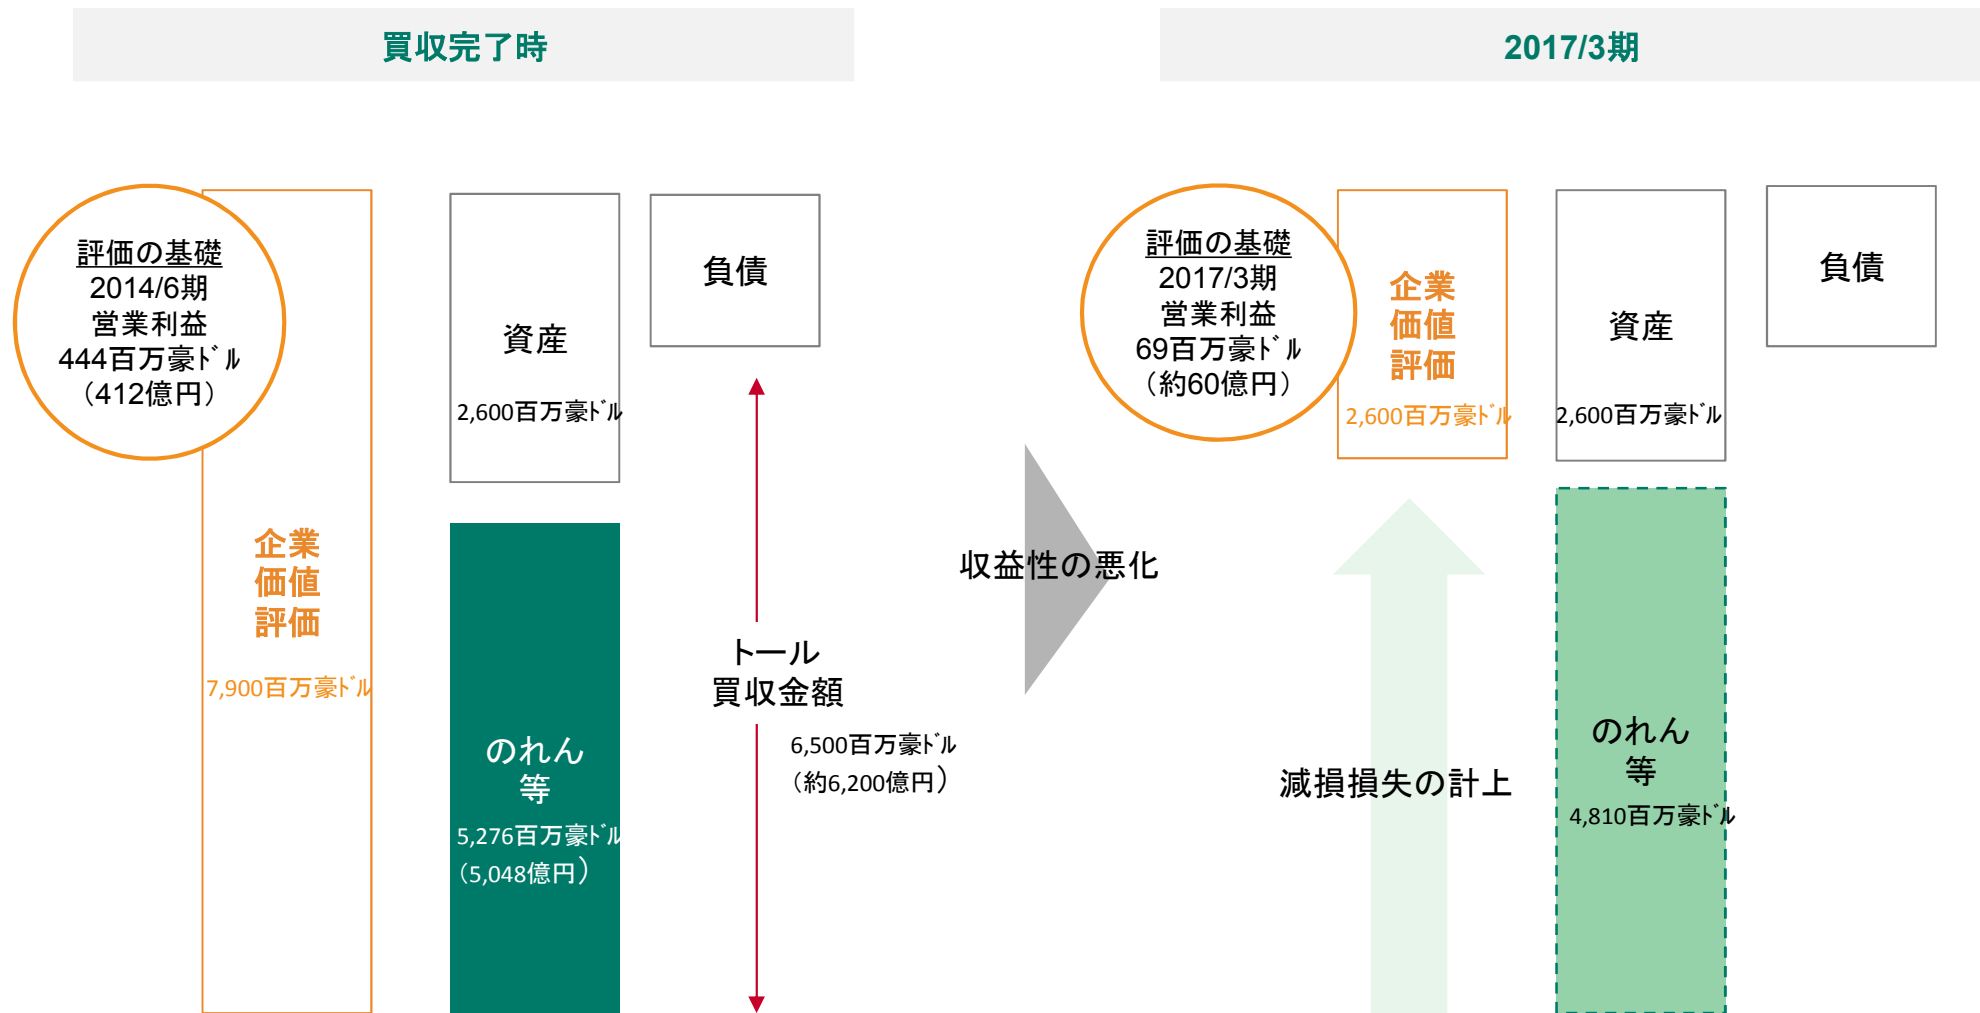 買収完了時
評価の基礎
2014/6期
営業利益
444百万豪ﾄﾞﾙ
（412億円）
企業
価値
評価
7,900百万豪ﾄﾞﾙ
資産
2,600百万豪ﾄﾞﾙ
のれん
等
5,276百万豪ﾄﾞﾙ
（5,048億円）
負債
トール
買収金額
6,500百万豪ﾄﾞﾙ
（約6,200億円）
収益性の悪化
2017/3期
評価の基礎
2017/3期
営業利益
69百万豪ﾄﾞﾙ
（約60億円）
企業
価値
評価
2,600百万豪ﾄﾞﾙ
減損損失の計上
資産
2,600百万豪ﾄﾞﾙ
のれん
等
4,810百万豪ﾄﾞﾙ
負債